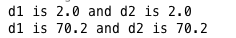 d1 is 2.0 and d2 is 2.0
d1 is 70.2 and d2 is 70.2